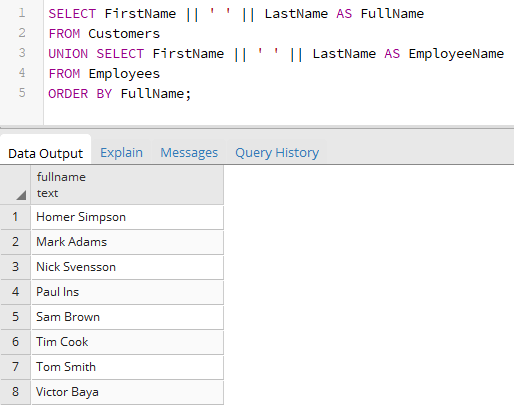 1 SELECT FirstName || ' ' || LastName AS FullName
2 FROM Customers
3 UNION SELECT FirstName || ' ' || LastName AS EmployeeName
4 FROM Employees
5 ORDER BY FullName;
Data Output Explain Messages Query History
fullname
text
1 Homer Simpson
2 Mark Adams
3 Nick Svensson
4 Paul Ins
5 Sam Brown
6 Tim Cook
7 Tom Smith
8 Victor Baya